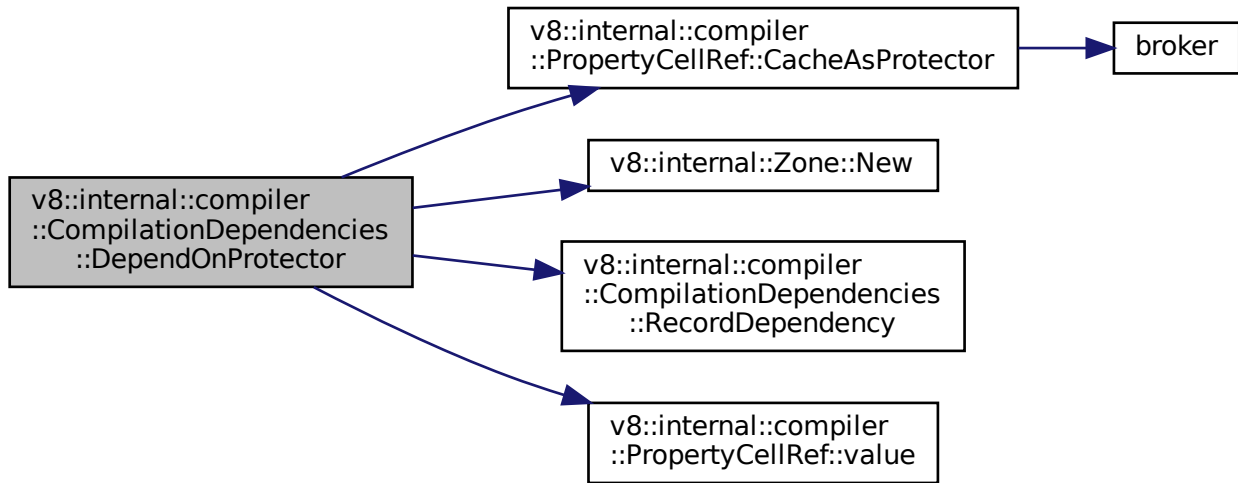 v8::internal::compiler
::PropertyCellRef::CacheAsProtector
broker
v8::internal::Zone::New
v8::internal::compiler
::CompilationDependencies
::DependOnProtector
v8::internal::compiler
::CompilationDependencies
::RecordDependency
v8::internal::compiler
::PropertyCellRef::value